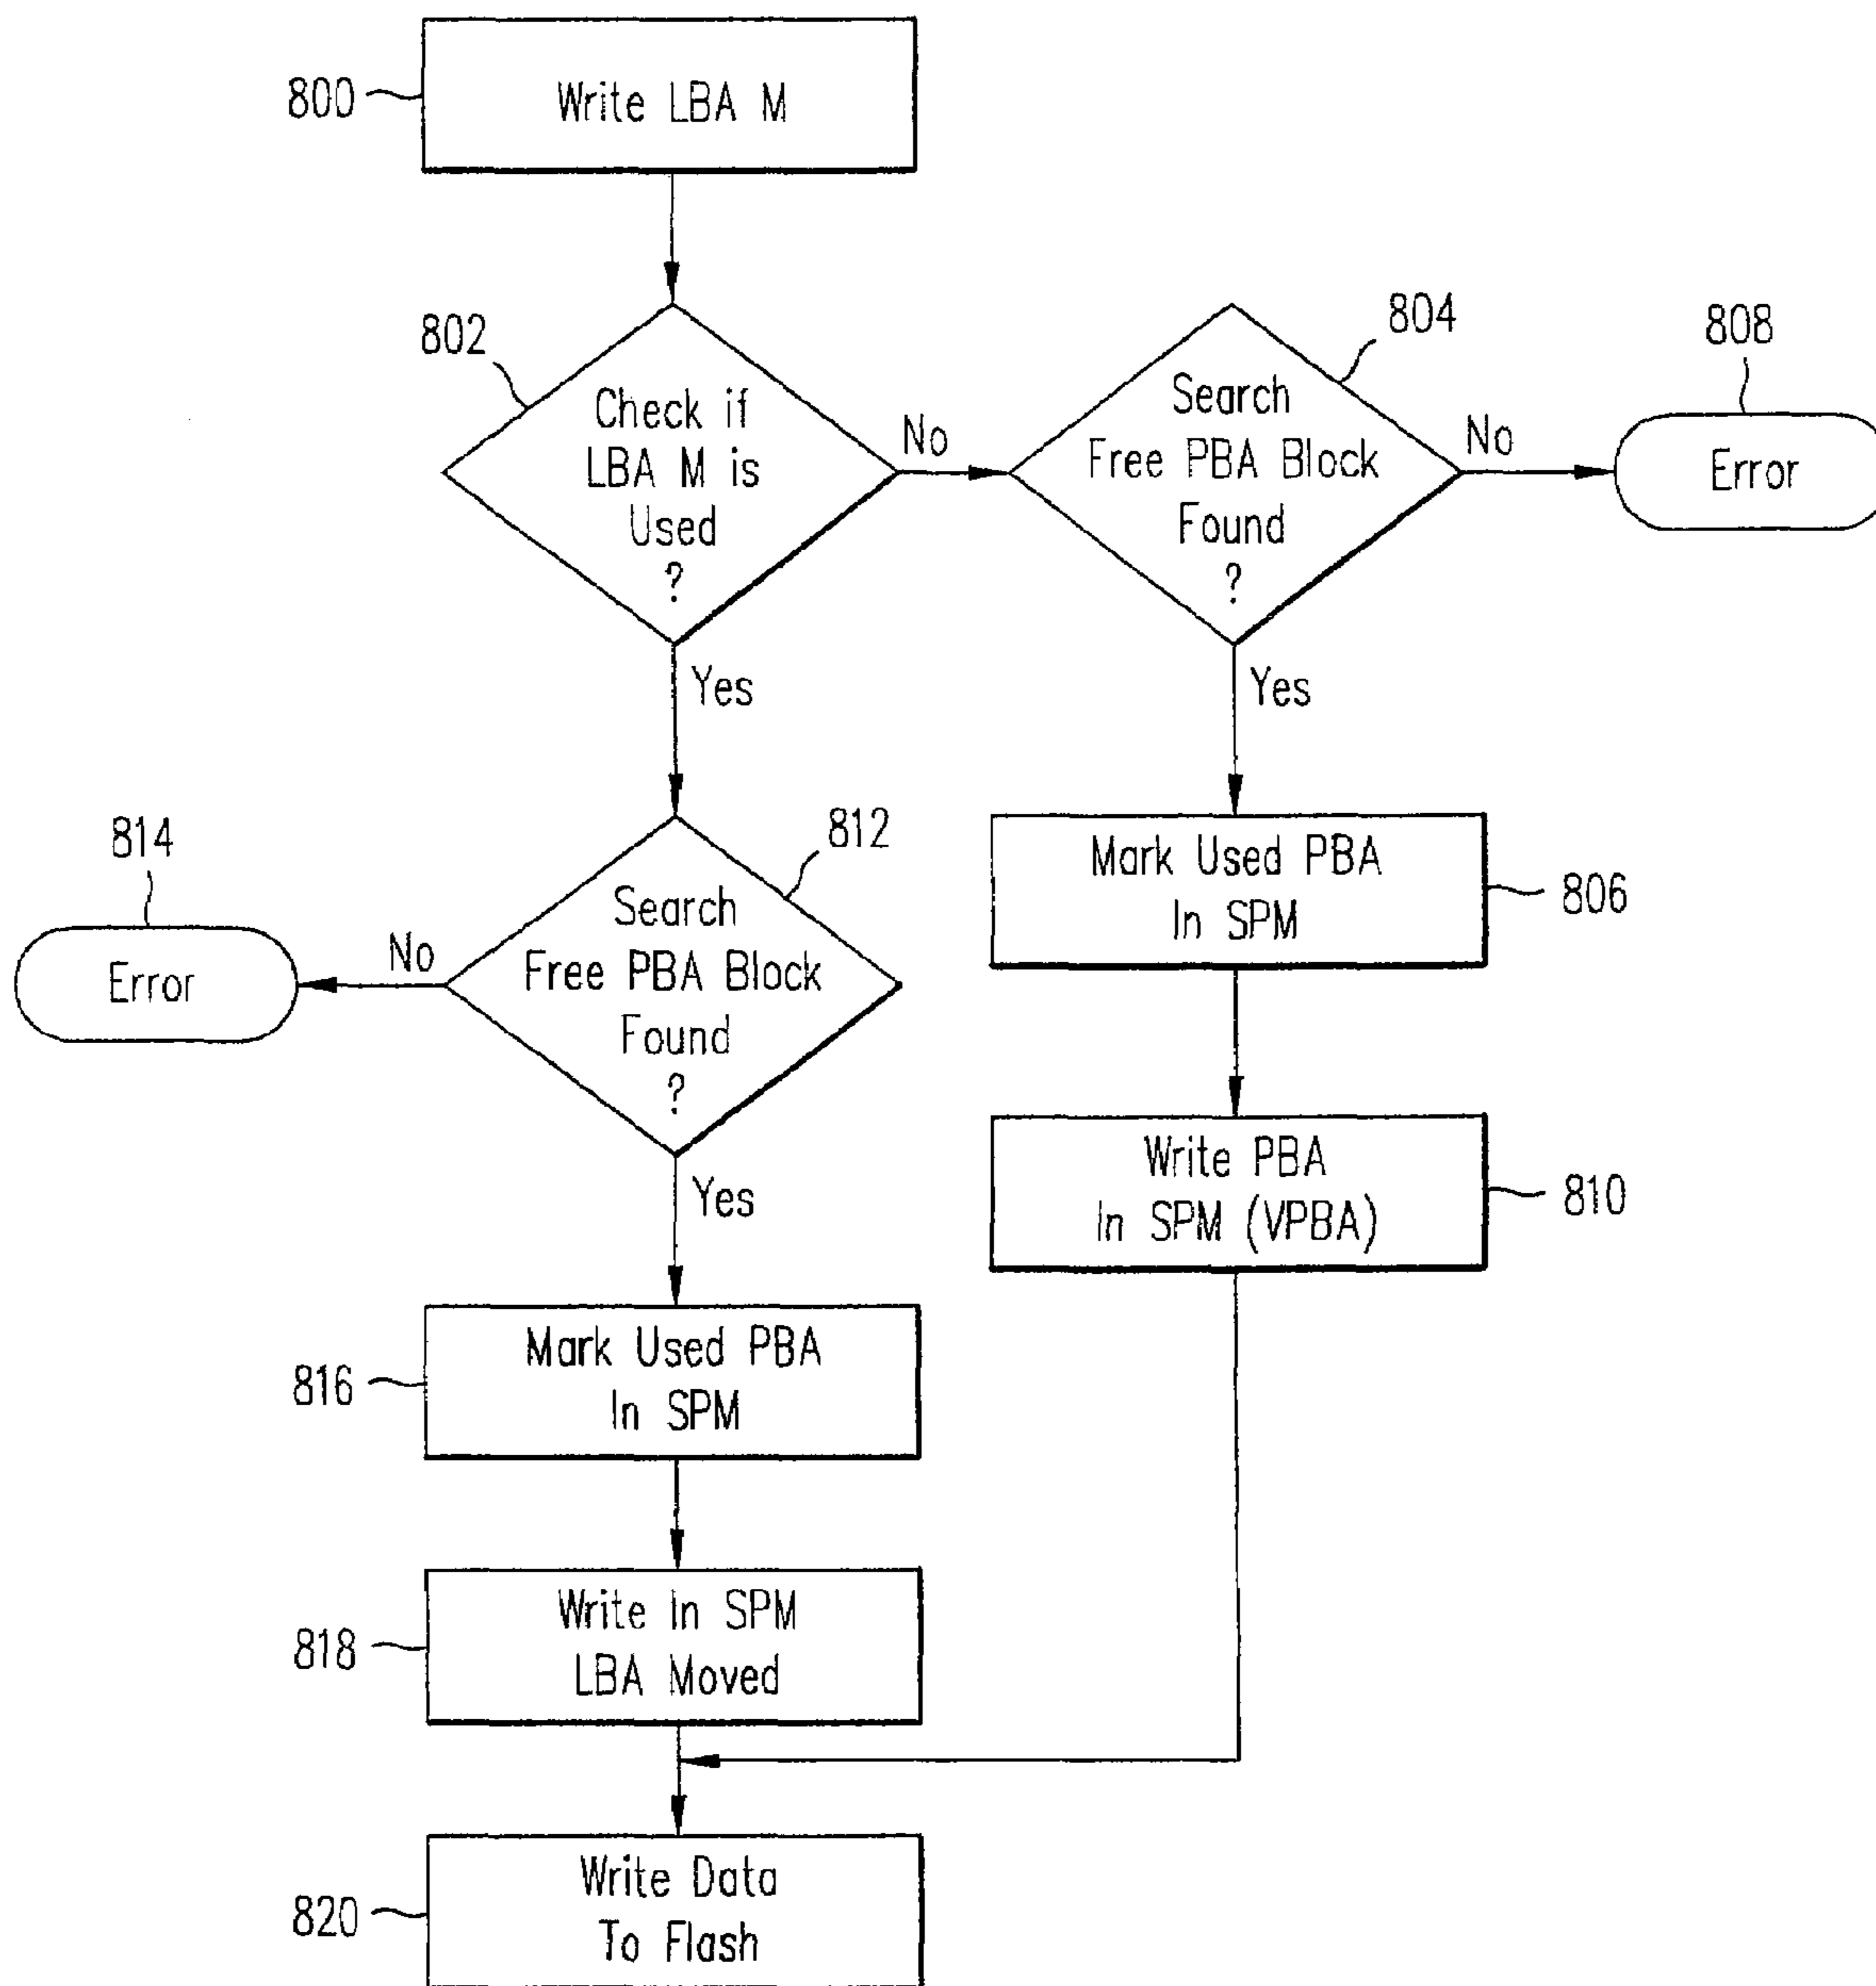 800
Write LBA M
802
Check if
LBA M is
Used
?
No
804
Search
Free PBA Block
Found
?
No
808
Error
Yes
Yes
814
Error
No
812
Search
Free PBA Block
Found
?
Mark Used PBA
In SPM
806
Write PBA
In SPM (VPBA)
810
Yes
816
Mark Used PBA
In SPM
818
Write In SPM
LBA Moved
820
Write Data
To Flash